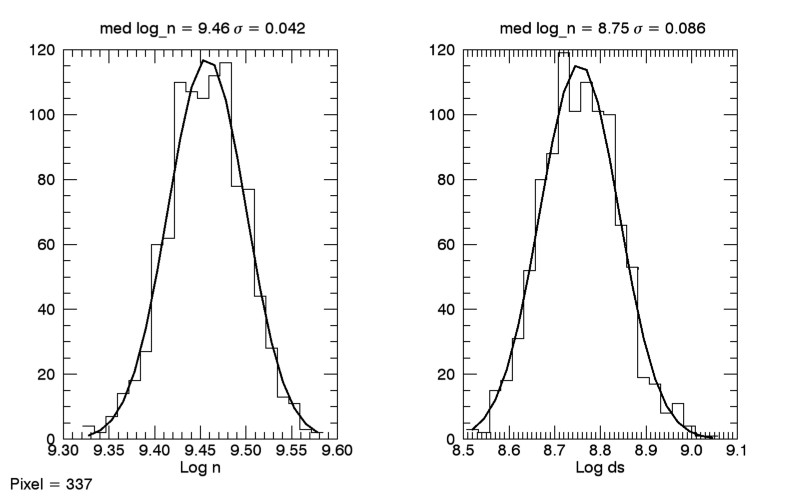 med log_n = 9.46 σ = 0.042
120
100
80
60
40
20
0
9.30 9.35 9.40 9.45 9.50 9.55 9.60
Log n
med log_n = 8.75 σ = 0.086
120
100
80
60
40
20
0
8.5 8.6 8.7 8.8 8.9 9.0 9.1
Log ds
Pixel = 337